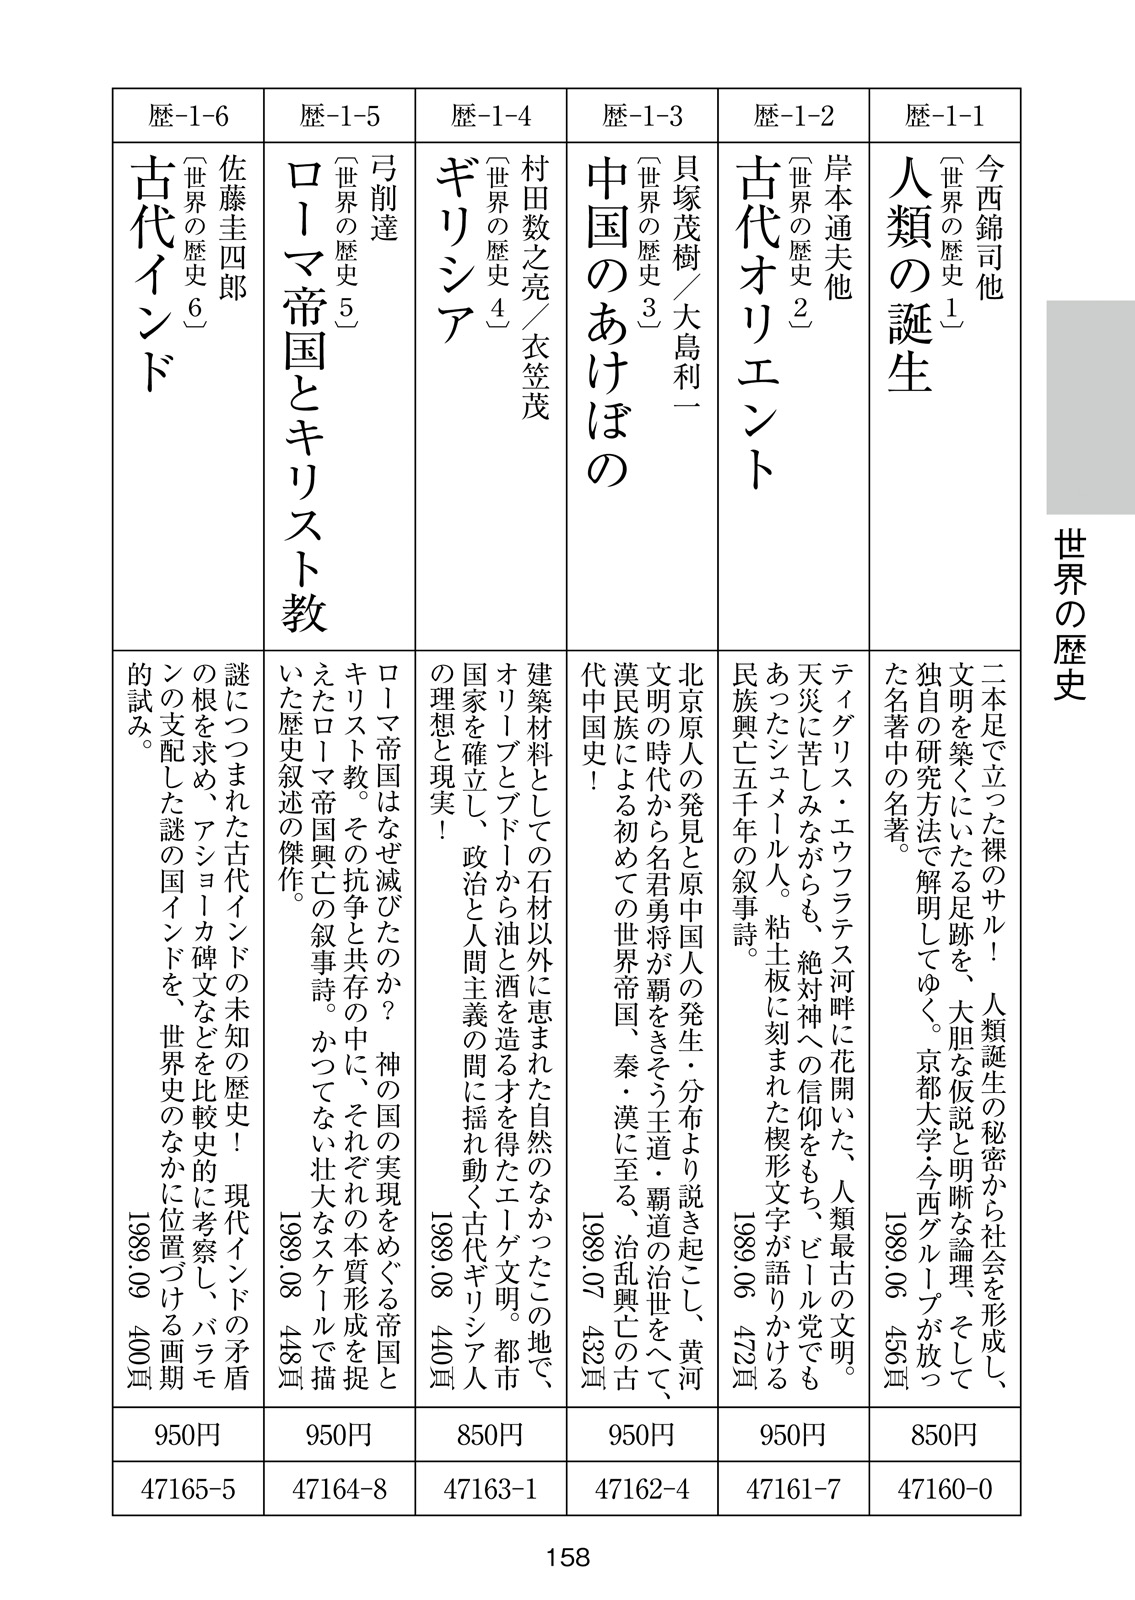 世界の歴史
歴-1-1
今西錦司他
〔世界の歴史 1〕
人類の誕生
二本足で立った裸のサル！　人類誕生の秘密から社会を形成し、
文明を築くにいたる足跡を、大胆な仮説と明晰な論理、そして
独自の研究方法で解明してゆく。京都大学・今西グループが放っ
た名著中の名著。
1989.06　456頁
850円
47160-0
歴-1-2
岸本通夫他
〔世界の歴史 2〕
古代オリエント
ティグリス・エウフラテス河畔に花開いた、人類最古の文明。
天災に苦しみながらも、絶対神への信仰をもち、ビール党でも
あったシュメール人。粘土板に刻まれた楔形文字が語りかける
民族興亡五千年の叙事詩。
1989.06　472頁
950円
47161-7
歴-1-3
貝塚茂樹／大島利一
〔世界の歴史 3〕
中国のあけぼの
北京原人の発見と原中国人の発生・分布より説き起こし、黄河
文明の時代から名君勇将が覇をきそう王道・覇道の治世をへて、
漢民族による初めての世界帝国、秦・漢に至る、治乱興亡の古
代中国史！
1989.07　432頁
950円
47162-4
歴-1-4
村田数之亮／衣笠茂
〔世界の歴史 4〕
ギリシア
建築材料としての石材以外に恵まれた自然のなかったこの地で、
オリーブとブドーから油と酒を造る才を得たエーゲ文明。都市
国家を確立し、政治と人間主義の間に揺れ動く古代ギリシア人
の理想と現実！
1989.08　440頁
850円
47163-1
歴-1-5
弓削達
〔世界の歴史 5〕
ローマ帝国とキリスト教
ローマ帝国はなぜ滅びたのか？　神の国の実現をめぐる帝国と
キリスト教。その抗争と共存の中に、それぞれの本質形成を捉
えたローマ帝国興亡の叙事詩。かつてない壮大なスケールで描
いた歴史叙述の傑作。
1989.08　448頁
950円
47164-8
歴-1-6
佐藤圭四郎
〔世界の歴史 6〕
古代インド
謎につつまれた古代インドの未知の歴史！　現代インドの矛盾
の根を求め、アショーカ碑文などを比較史的に考察し、バラモ
ンの支配した謎の国インドを、世界史のなかに位置づける画期
的試み。
1989.09　400頁
950円
47165-5
158